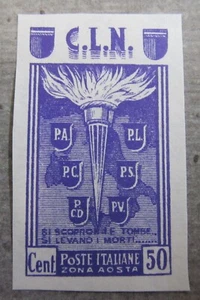 C.L.N.
P.A.
P.L.
P.C.
P.S.
P.
CD
P.V.
SI SCOPRON LE TOMBE..
SI LEVANO I MORTI......
Cent.
POSTE ITALIANE
50
ZONA AOSTA